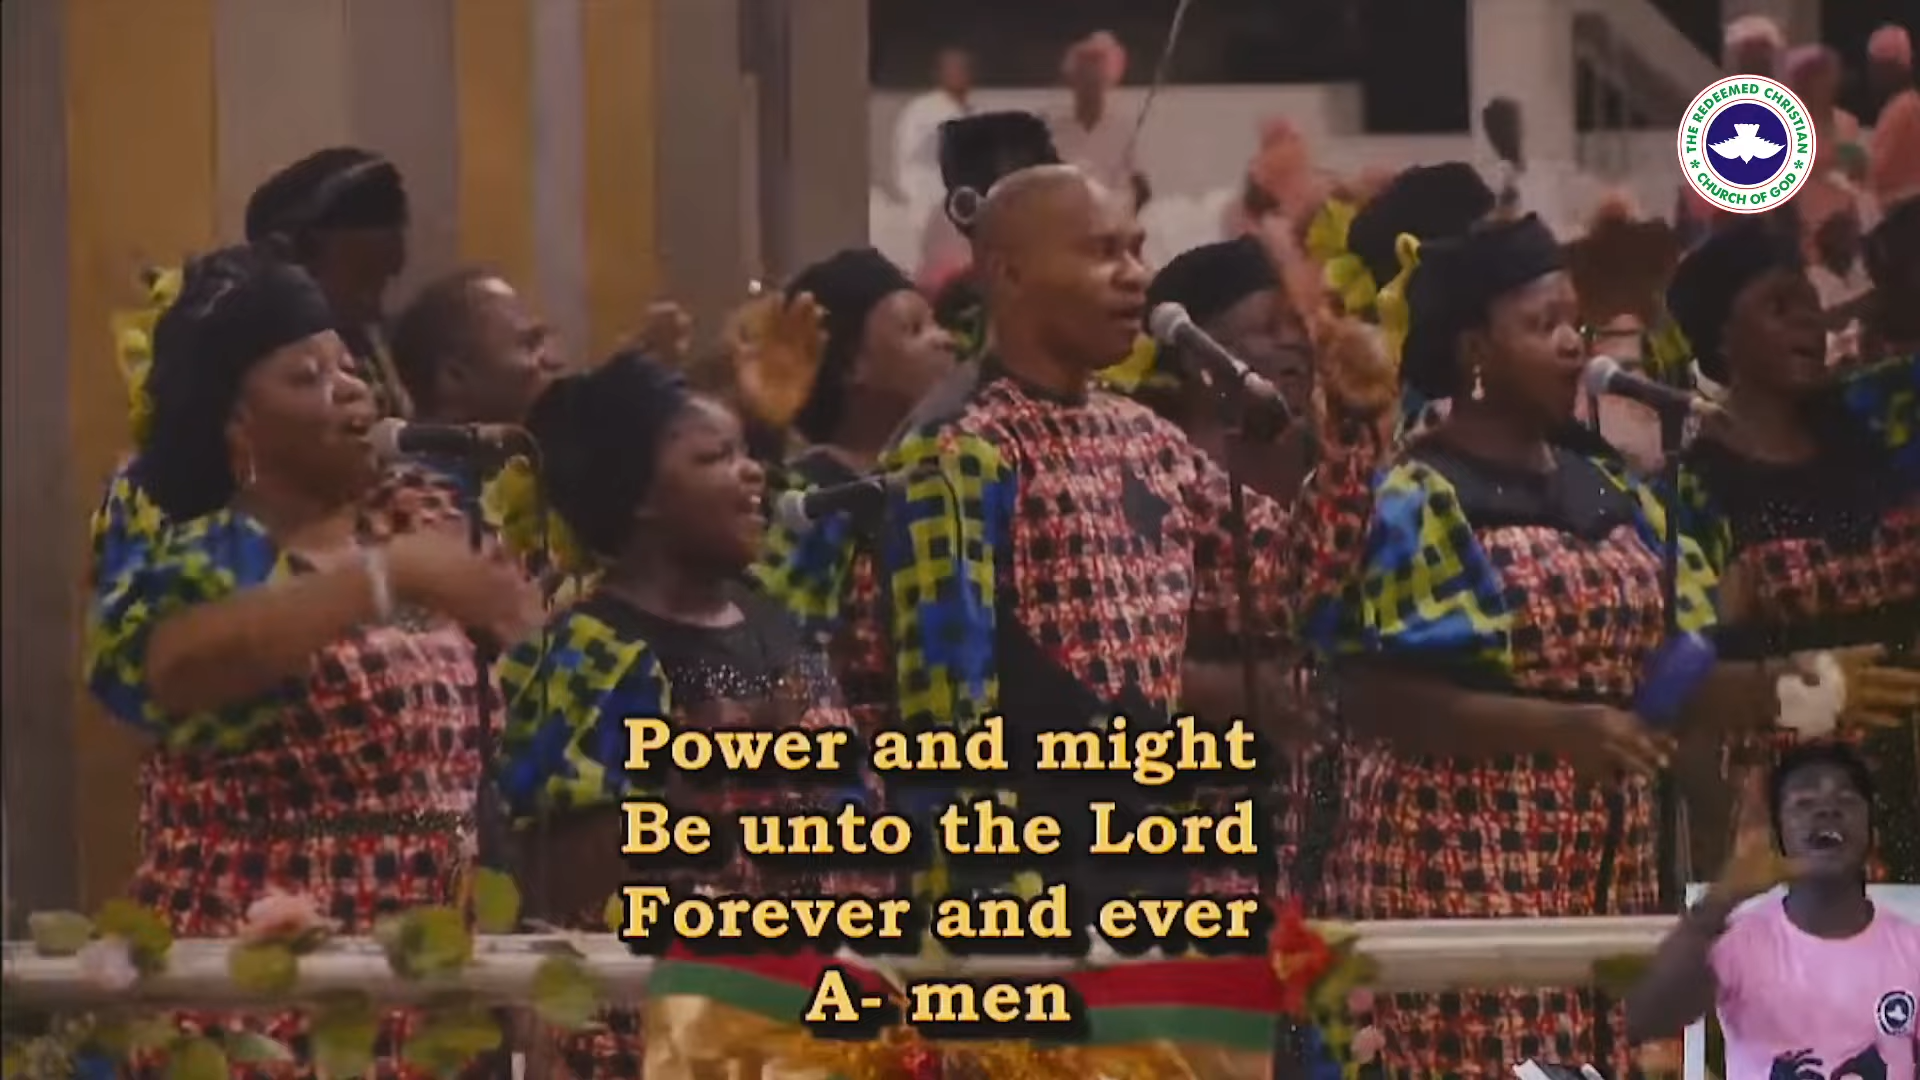 THE REDEEMED CHRISTIAN
CHURCH OF GOD
Power and might
Be unto the Lord
Forever and ever
A- men